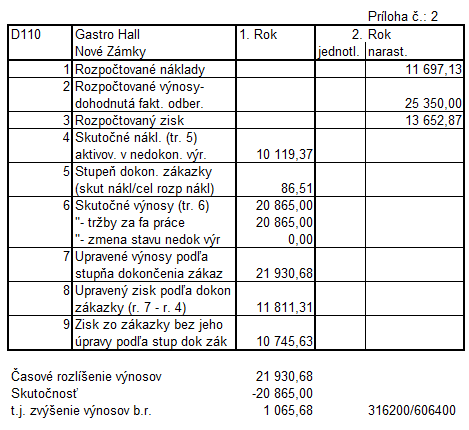 Príloha č.: 2
D110 Gastro Hall 1. Rok 2. Rok
Nové Zámky jednotl. narast.
1 Rozpočtované náklady 11 697,13
2 Rozpočtované výnosy-
dohodnutá fakt. odber. 25 350,00
3 Rozpočtovaný zisk 13 652,87
4 Skutočné nákl. (tr. 5)
aktivov. v nedokon. výr. 10 119,37
5 Stupeň dokon. zákazky
(skut nákl/cel rozp nákl) 86,51
6 Skutočné výnosy (tr. 6) 20 865,00
"- tržby za fa práce 20 865,00
"- zmena stavu nedok výr 0,00
7 Upravené výnosy podľa
stupňa dokončenia zákaz 21 930,68
8 Upravený zisk podľa dokon
zákazky (r. 7 - r. 4) 11 811,31
9 Zisk zo zákazky bez jeho
úpravy podľa stup dok zák 10 745,63
Časové rozlíšenie výnosov 21 930,68
Skutočnosť -20 865,00
t.j. zvýšenie výnosov b.r. 1 065,68 316200/606400